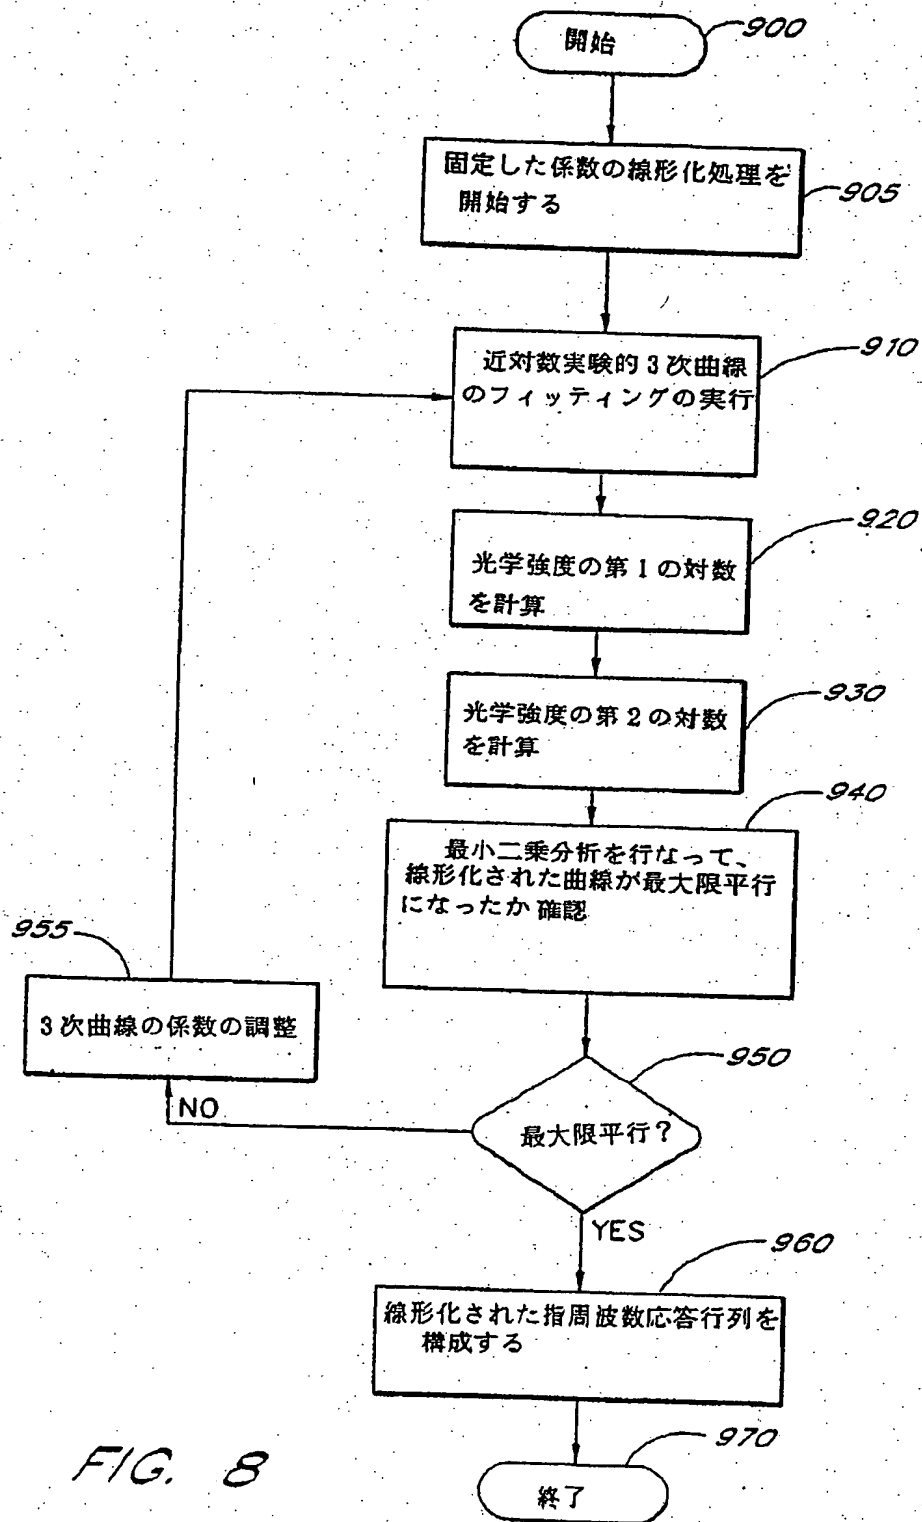 開始
900
固定した係数の線形化処理を
開始する
905
近対数実験的3次曲線
のフィッティングの実行
910
光学強度の第1の対数
を計算
920
光学強度の第2の対数
を計算
930
最小二乗分析を行なって、
線形化された曲線が最大限平行
になったか確認
940
955
3次曲線の係数の調整
NO
最大限平行?
950
YES
線形化された指周波数応答行列を
構成する
960
終了
970
FIG. 8